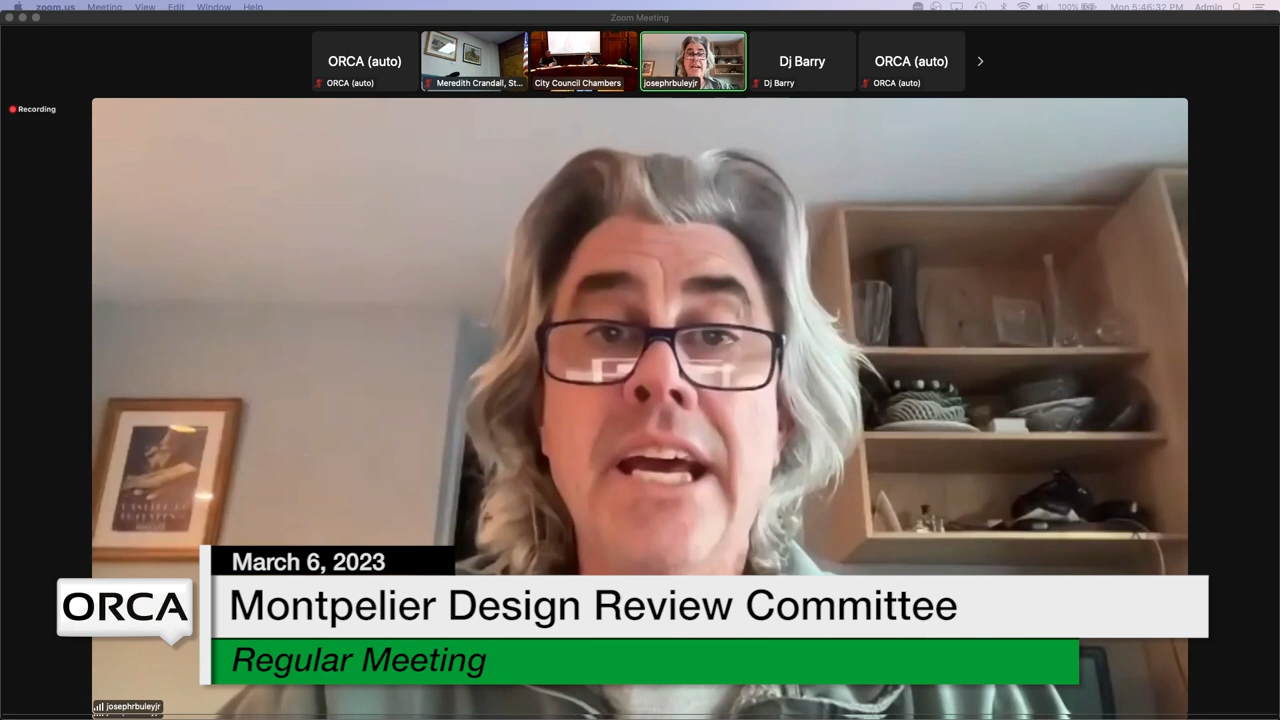 zoom.us Meeting View Edit Window Help
100%
Mon 5:46:32 PM Admin
Zoom Meeting
ORCA (auto)
Dj Barry
ORCA (auto)
ORCA (auto)
Meredith Crandall, St...
City Council Chambers
josephrbuleyjr
Dj Barry
ORCA (auto)
Recording
March 6, 2023
ORCA
Montpelier Design Review Committee
Regular Meeting
josephrbuleyjr